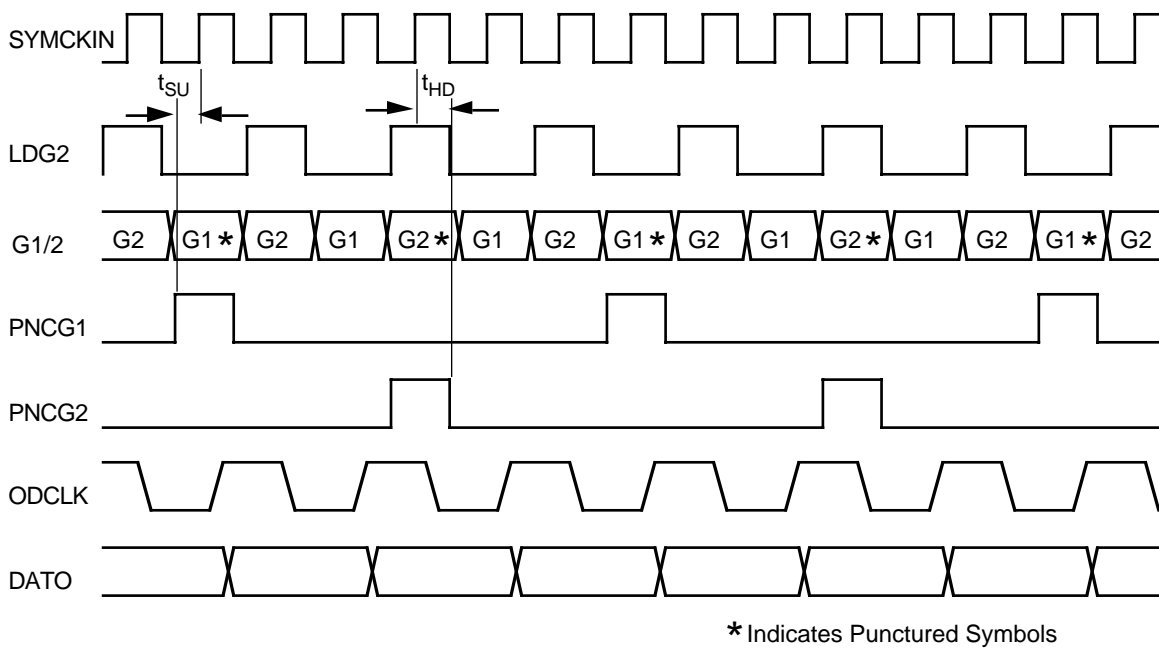 SYMCKIN
tSU tHD
LDG2
G1/2 G2 G1* G2 G1 G2* G1 G2 G1* G2 G1 G2* G1 G2 G1* G2
PNCG1
PNCG2
ODCLK
DATO
* Indicates Punctured Symbols